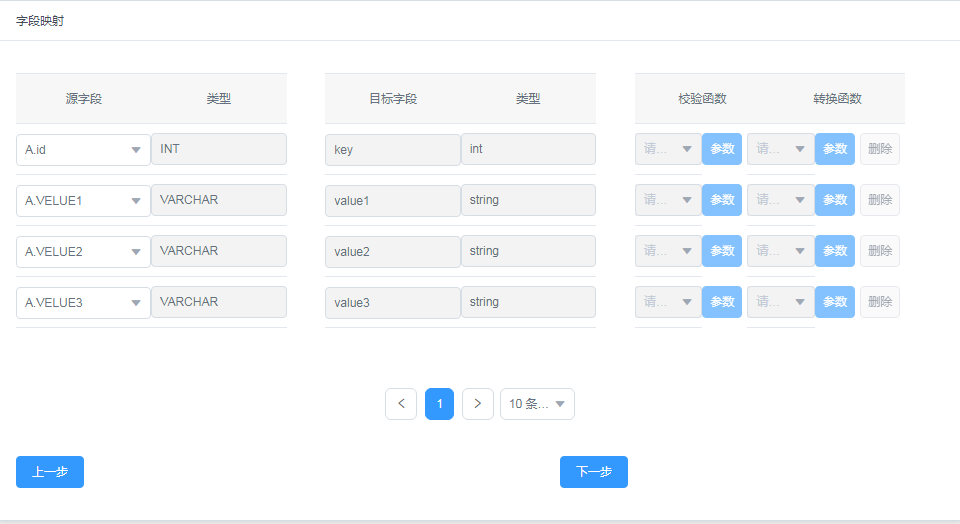 字段映射
源字段 类型 目标字段 类型 校验函数 转换函数
A.id INT key int 请... 参数 请... 参数 删除
A.VELUE1 VARCHAR value1 string 请... 参数 请... 参数 删除
A.VELUE2 VARCHAR value2 string 请... 参数 请... 参数 删除
A.VELUE3 VARCHAR value3 string 请... 参数 请... 参数 删除
< 1 > 10 条...
上一步 下一步